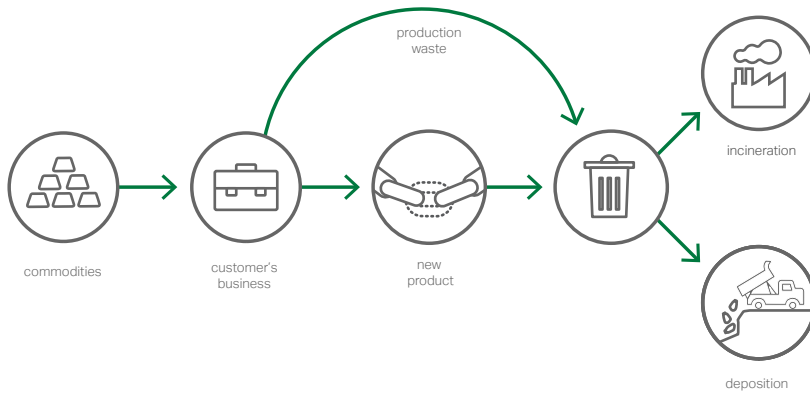 production
waste
incineration
commodities
customer's
business
new
product
deposition